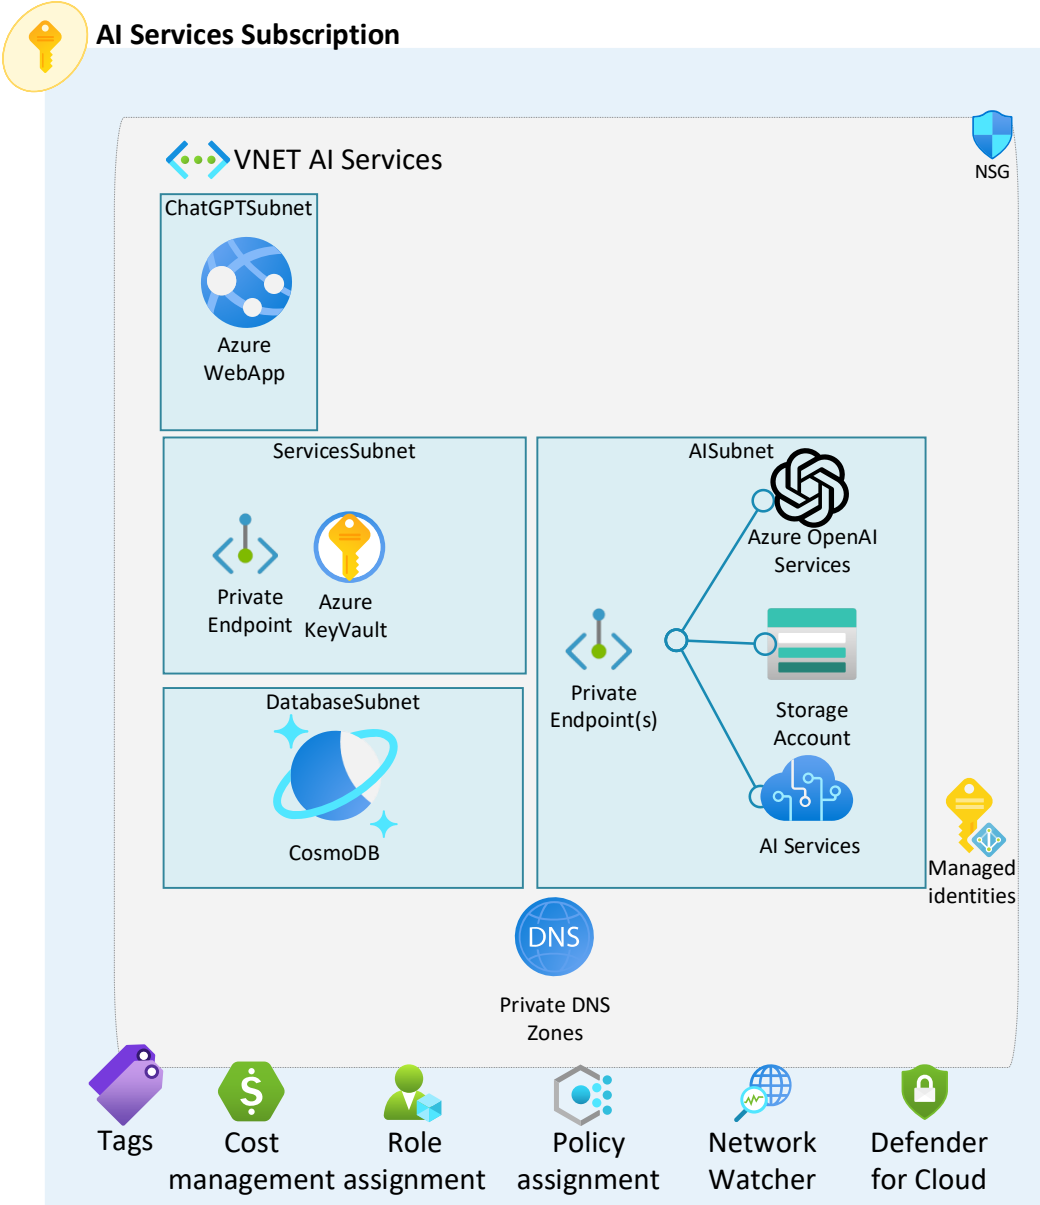 AI Services Subscription
VNET AI Services
NSG
ChatGPTSubnet
Azure
WebApp
ServicesSubnet
Private
Endpoint
Azure
KeyVault
AISubnet
Azure OpenAI
Services
Private
Endpoint(s)
Storage
Account
AI Services
DatabaseSubnet
CosmoDB
Managed
identities
DNS
Private DNS
Zones
Tags
Cost
management
Role
assignment
Policy
assignment
Network
Watcher
Defender
for Cloud